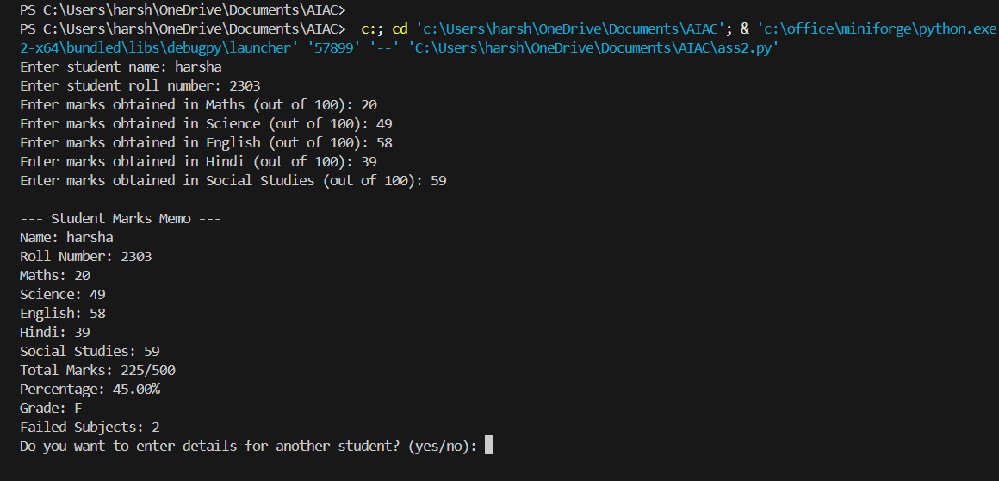 PS C:\Users\harsh\OneDrive\Documents\AIAC>
PS C:\Users\harsh\OneDrive\Documents\AIAC>  c:; cd 'c:\Users\harsh\OneDrive\Documents\AIAC'; & 'c:\office\miniforge\python.exe
2-x64\bundled\libs\debugpy\launcher' '57899' '--' 'C:\Users\harsh\OneDrive\Documents\AIAC\ass2.py'
Enter student name: harsha
Enter student roll number: 2303
Enter marks obtained in Maths (out of 100): 20
Enter marks obtained in Science (out of 100): 49
Enter marks obtained in English (out of 100): 58
Enter marks obtained in Hindi (out of 100): 39
Enter marks obtained in Social Studies (out of 100): 59

--- Student Marks Memo ---
Name: harsha
Roll Number: 2303
Maths: 20
Science: 49
English: 58
Hindi: 39
Social Studies: 59
Total Marks: 225/500
Percentage: 45.00%
Grade: F
Failed Subjects: 2
Do you want to enter details for another student? (yes/no):